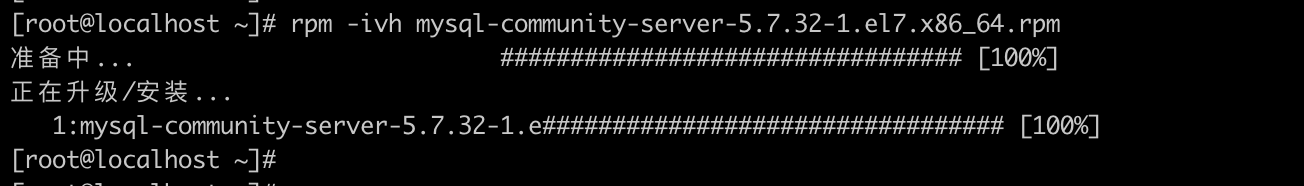 [root@localhost ~]# rpm -ivh mysql-community-server-5.7.32-1.el7.x86_64.rpm
准备中... ################################# [100%]
正在升级/安装...
1:mysql-community-server-5.7.32-1.e################################# [100%]
[root@localhost ~]#